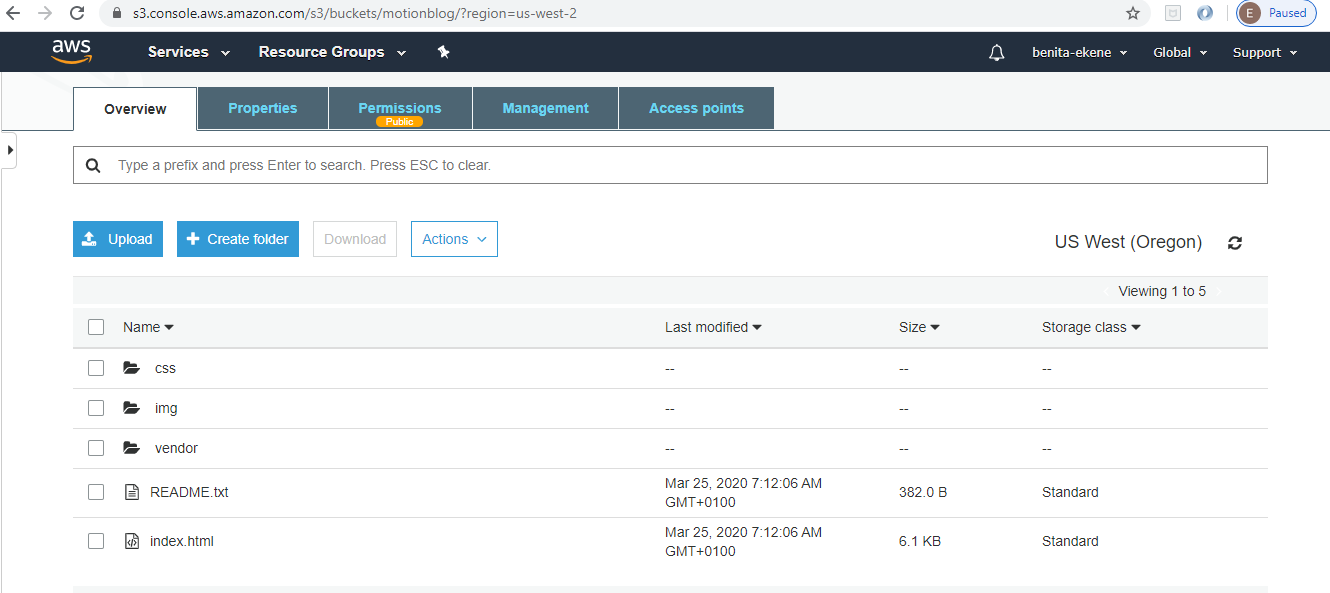 s3.console.aws.amazon.com/s3/buckets/motionblog/?region=us-west-2
E Paused
aws Services Resource Groups benita-ekene Global Support
Overview Properties Permissions Management Access points
Public
Type a prefix and press Enter to search. Press ESC to clear.
Upload Create folder Download Actions US West (Oregon)
Viewing 1 to 5
Name Last modified Size Storage class
css -- -- --
img -- -- --
vendor -- -- --
README.txt Mar 25, 2020 7:12:06 AM GMT+0100 382.0 B Standard
index.html Mar 25, 2020 7:12:06 AM GMT+0100 6.1 KB Standard